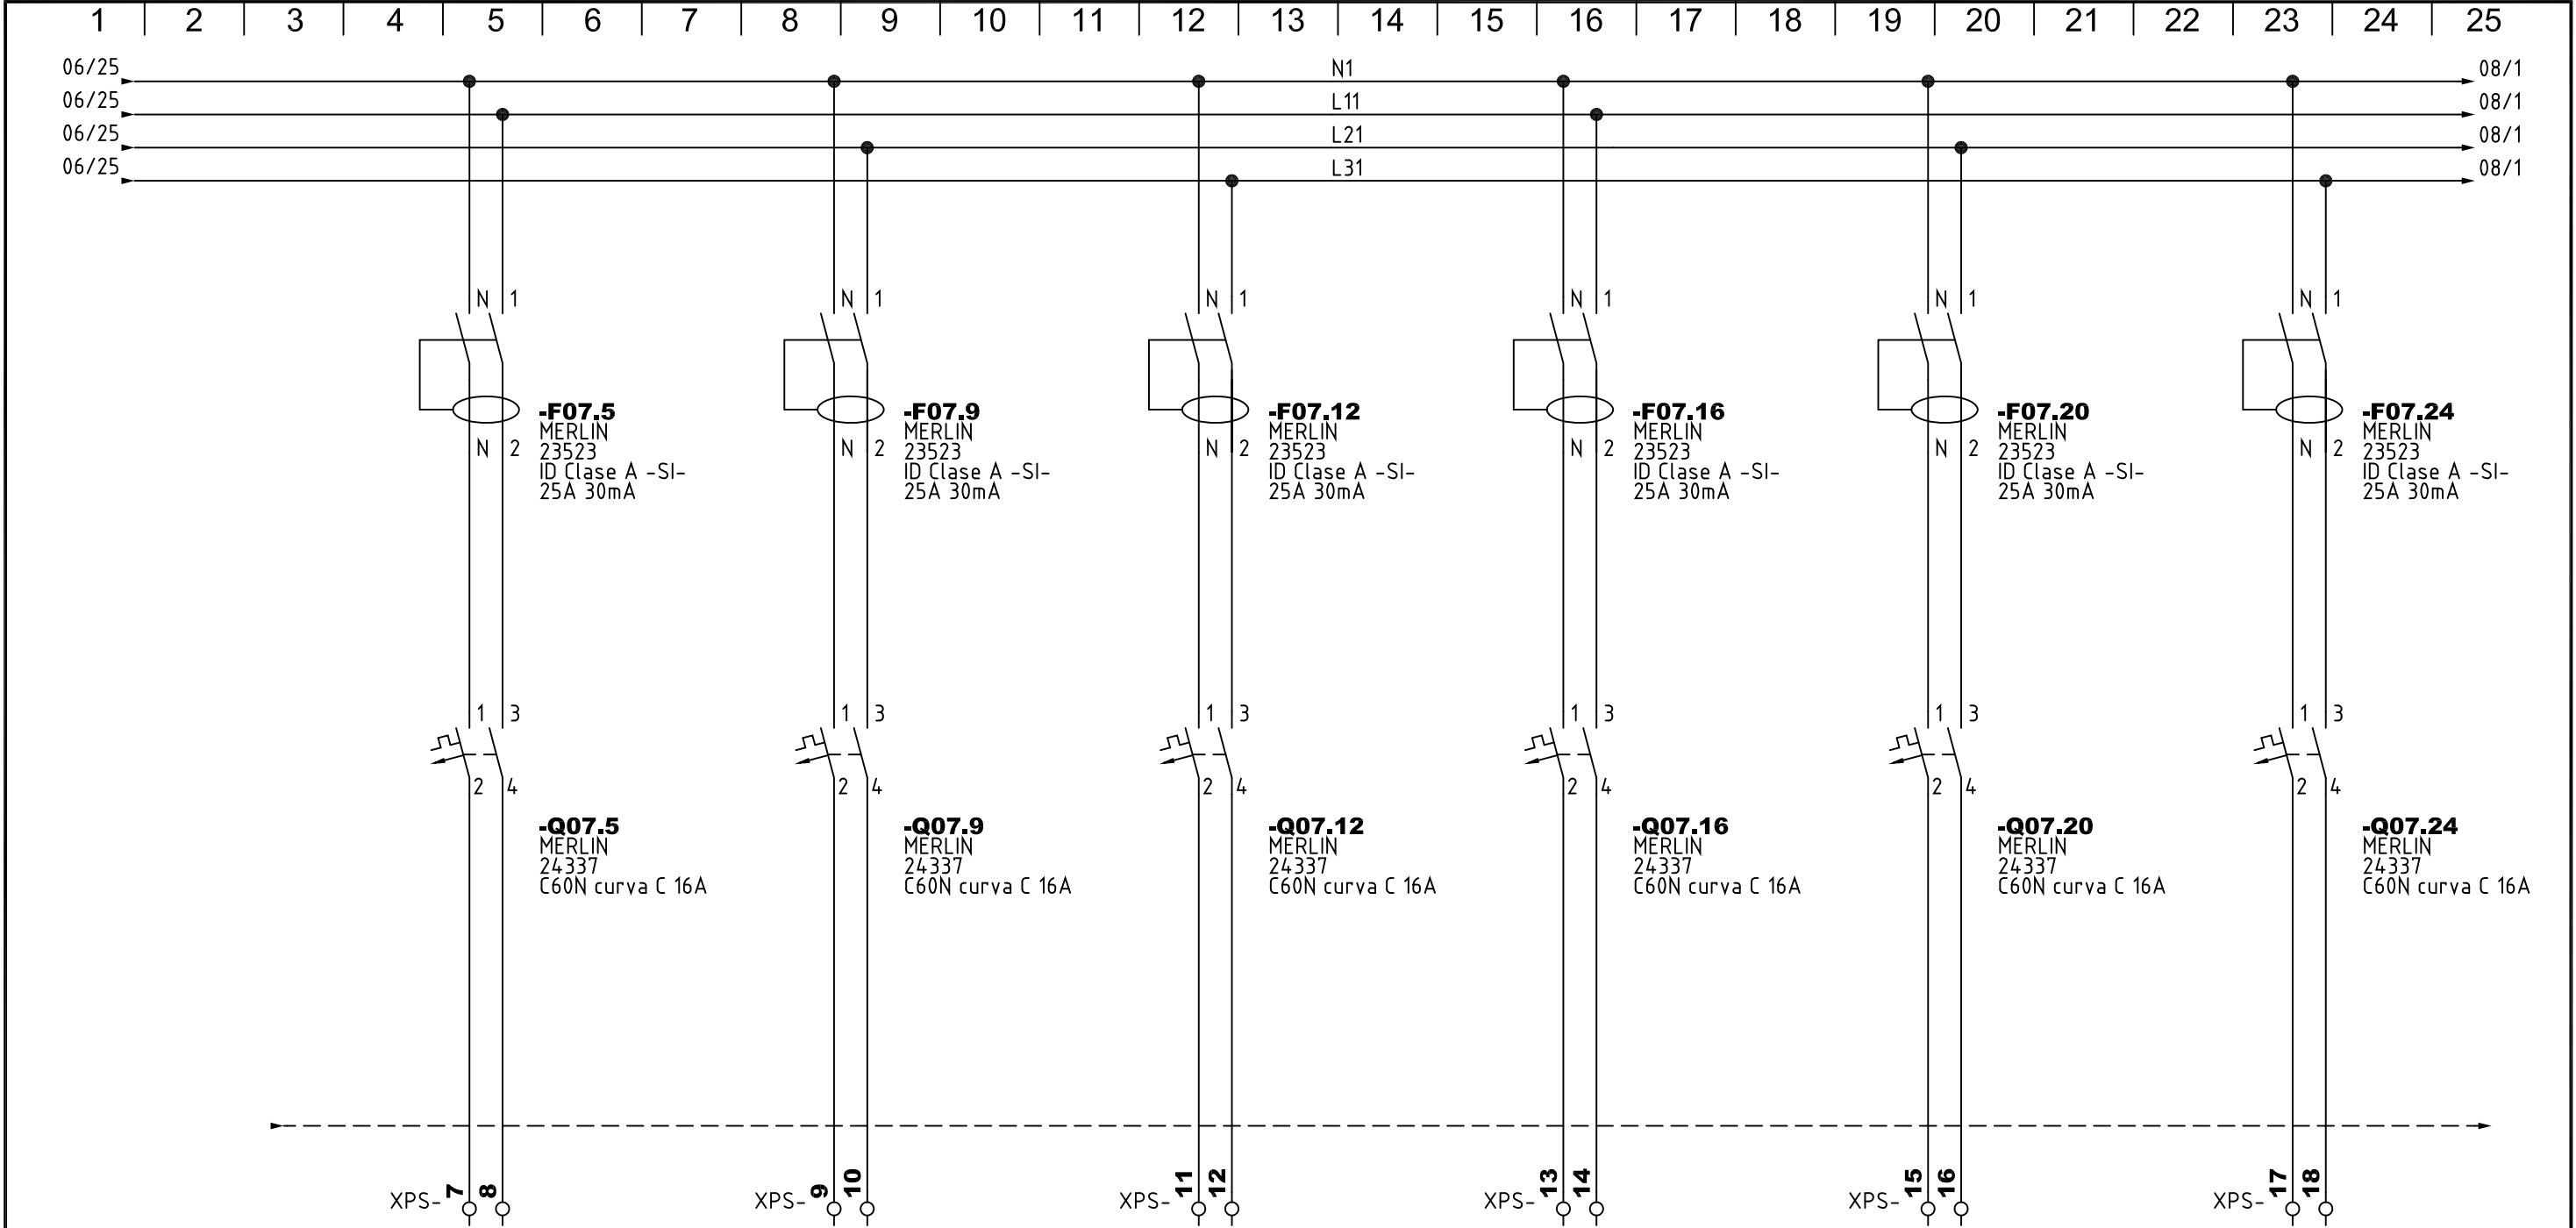 1 2 3 4 5 6 7 8 9 10 11 12 13 14 15 16 17 18 19 20 21 22 23 24 25
06/25 N1 08/1
06/25 L11 08/1
06/25 L21 08/1
06/25 L31 08/1
N 1 N 1 N 1 N 1 N 1 N 1
-F07.5 -F07.9 -F07.12 -F07.16 -F07.20 -F07.24
MERLIN MERLIN MERLIN MERLIN MERLIN MERLIN
N 2 23523 N 2 23523 N 2 23523 N 2 23523 N 2 23523 N 2 23523
ID Clase A -SI- ID Clase A -SI- ID Clase A -SI- ID Clase A -SI- ID Clase A -SI- ID Clase A -SI-
25A 30mA 25A 30mA 25A 30mA 25A 30mA 25A 30mA 25A 30mA
1 3 1 3 1 3 1 3 1 3 1 3
2 4 2 4 2 4 2 4 2 4 2 4
-Q07.5 -Q07.9 -Q07.12 -Q07.16 -Q07.20 -Q07.24
MERLIN MERLIN MERLIN MERLIN MERLIN MERLIN
24337 24337 24337 24337 24337 24337
C60N curva C 16A C60N curva C 16A C60N curva C 16A C60N curva C 16A C60N curva C 16A C60N curva C 16A
XPS- 7 8 XPS- 9 10 XPS- 11 12 XPS- 13 14 XPS- 15 16 XPS- 17 18